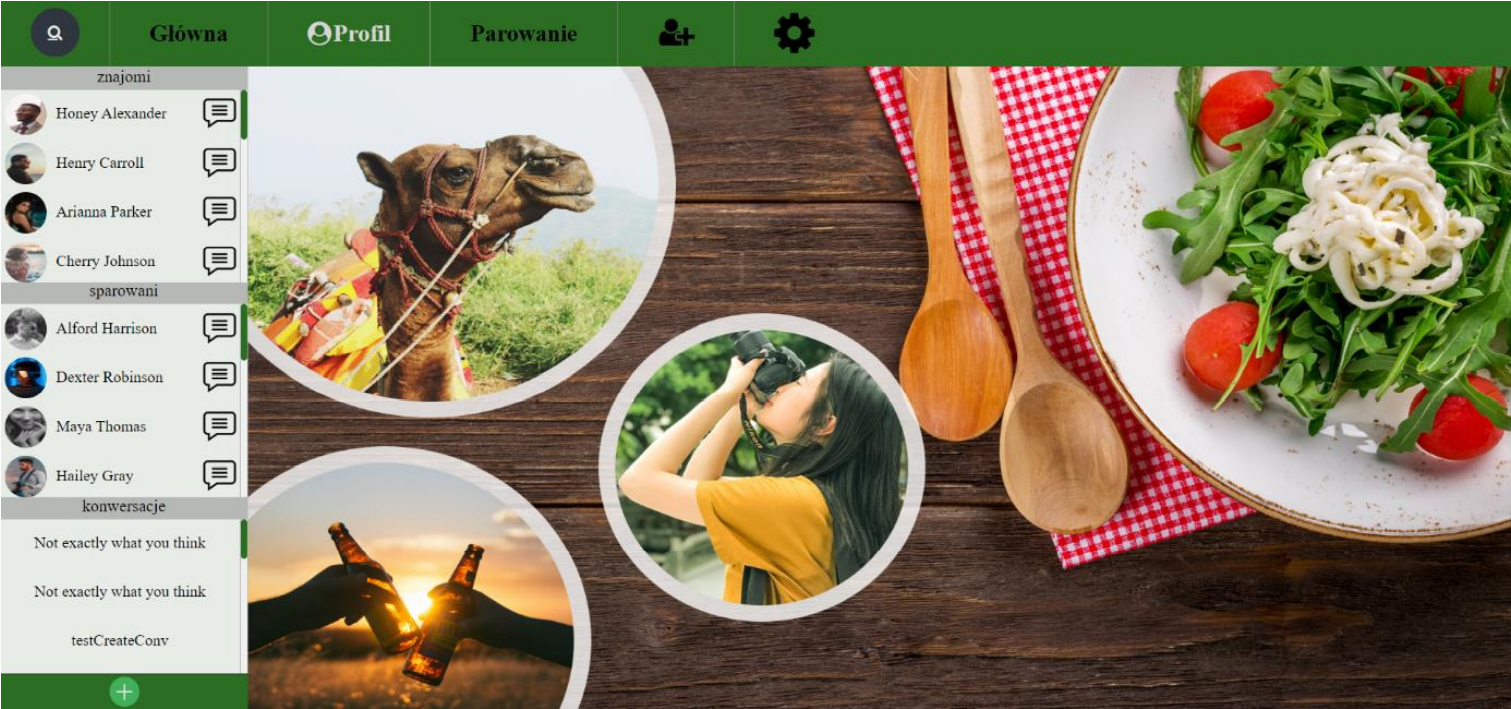 Główna
Profil
Parowanie
znajomi
Honey Alexander
Henry Carroll
Arianna Parker
Cherry Johnson
sparowani
Alford Harrison
Dexter Robinson
Maya Thomas
Hailey Gray
konwersacje
Not exactly what you think
Not exactly what you think
testCreateConv